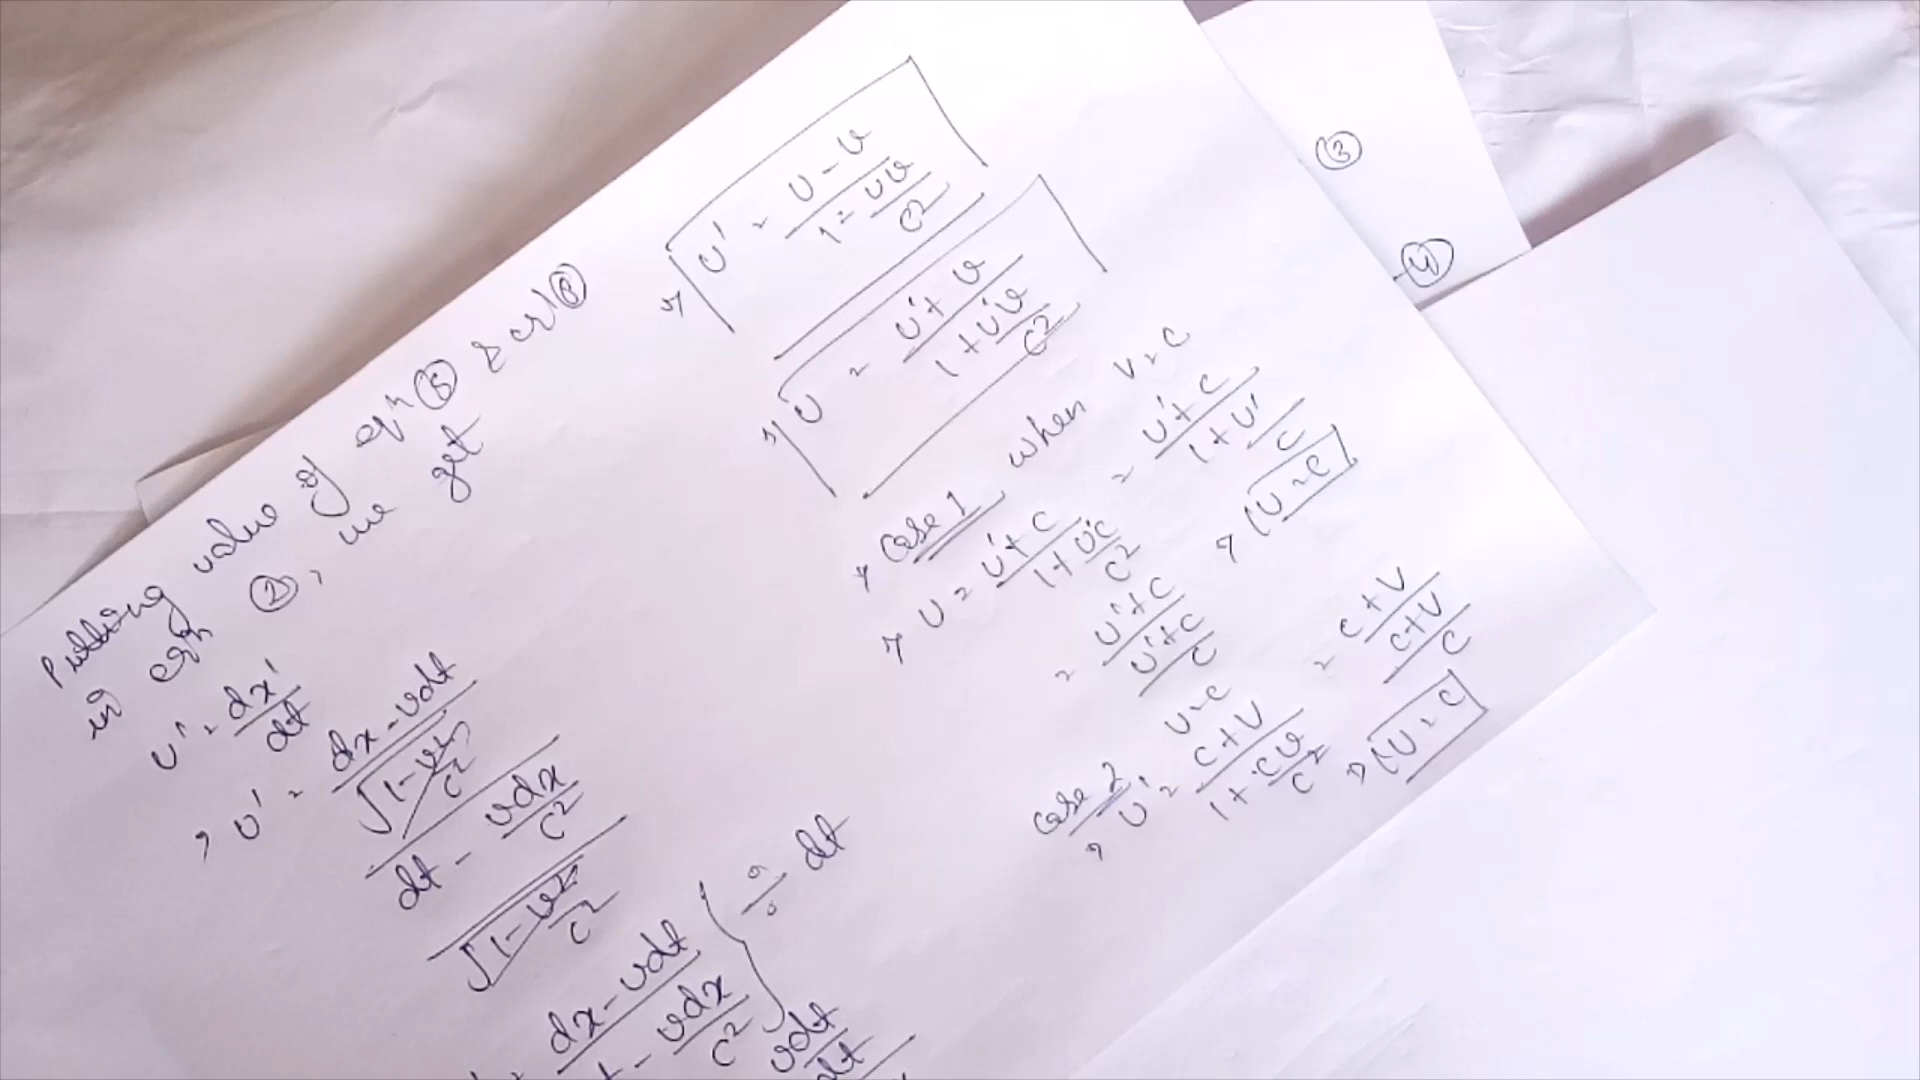 Putting value of eqn (5) & eqn (6)
in eqn (2), we get
U' = dx'/dt
⇒ U' = ((dx - vdt)/√(1 - v²/c²)) / ((dt - vdx/c²)/√(1 - v²/c²))
(dx - vdt)/( - vdx/c²) } ÷ dt
vdt/dt
⇒ U' = (U - v)/(1 - Uv/c²)
⇒ U = (U' + v)/(1 + U'v/c²)
* Case 1 when V = C
⇒ U = (U' + C)/(1 + U'C/C²) = (U' + C)/(1 + U'/C)
= (U' + C)/((U' + C)/C) ⇒ (U = C)
Case 2 U = C
⇒ U' = (C + V)/(1 + Cv/C²) = (C + V)/((C + V)/C)
⇒ (U = C)
(3)
(4)